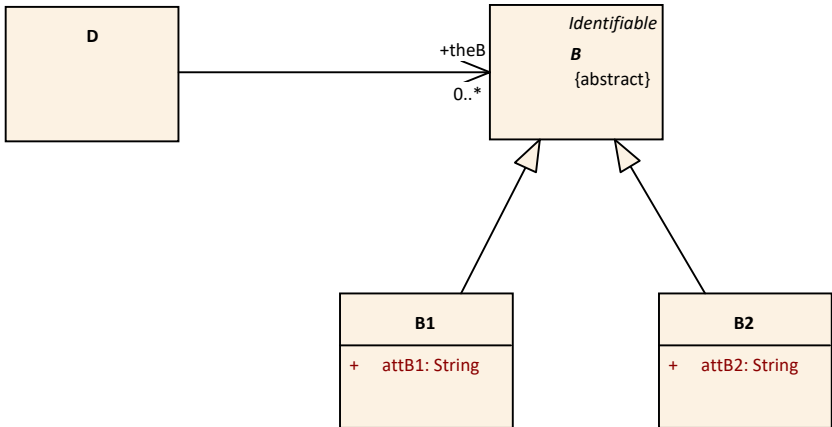 D
+theB
0..*
Identifiable
B
{abstract}
B1
+ attB1: String
B2
+ attB2: String